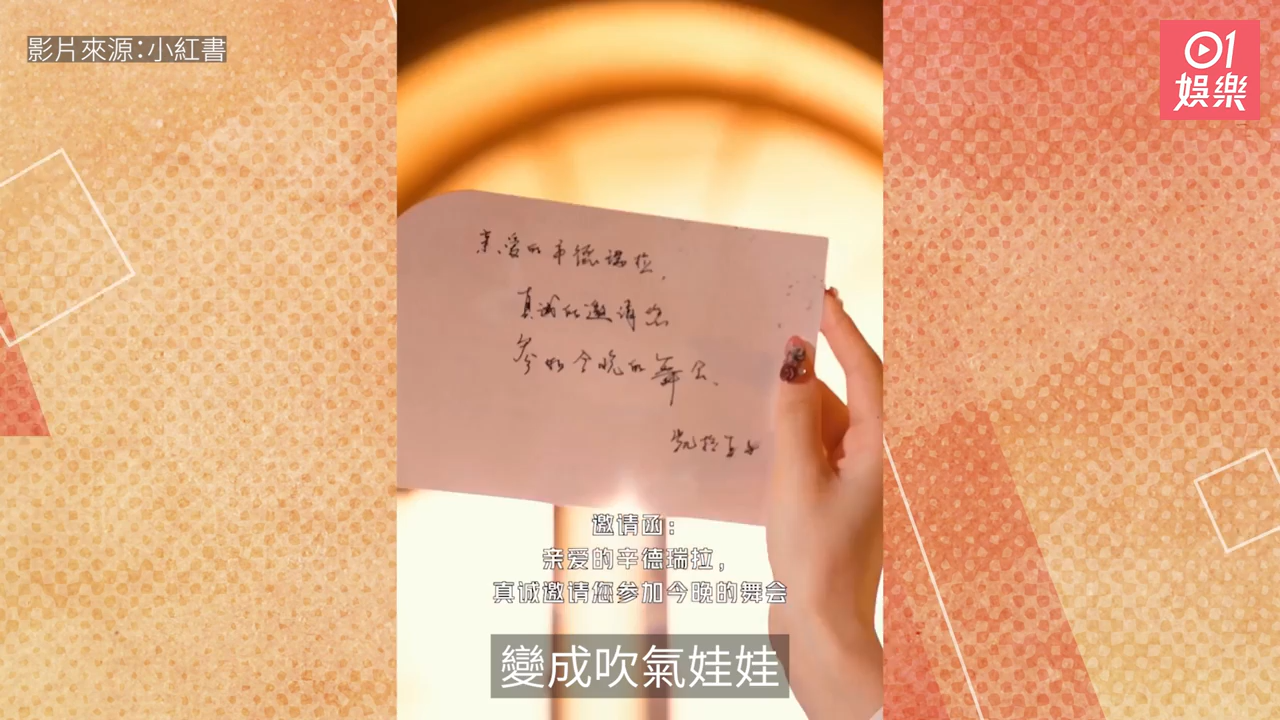 影片來源:小紅書
01
娛樂
亲爱的辛德瑞拉,
真诚的邀请您
参加今晚的舞会、
邀请函:
亲爱的辛德瑞拉,
真诚邀请您参加今晚的舞会
變成吹氣娃娃